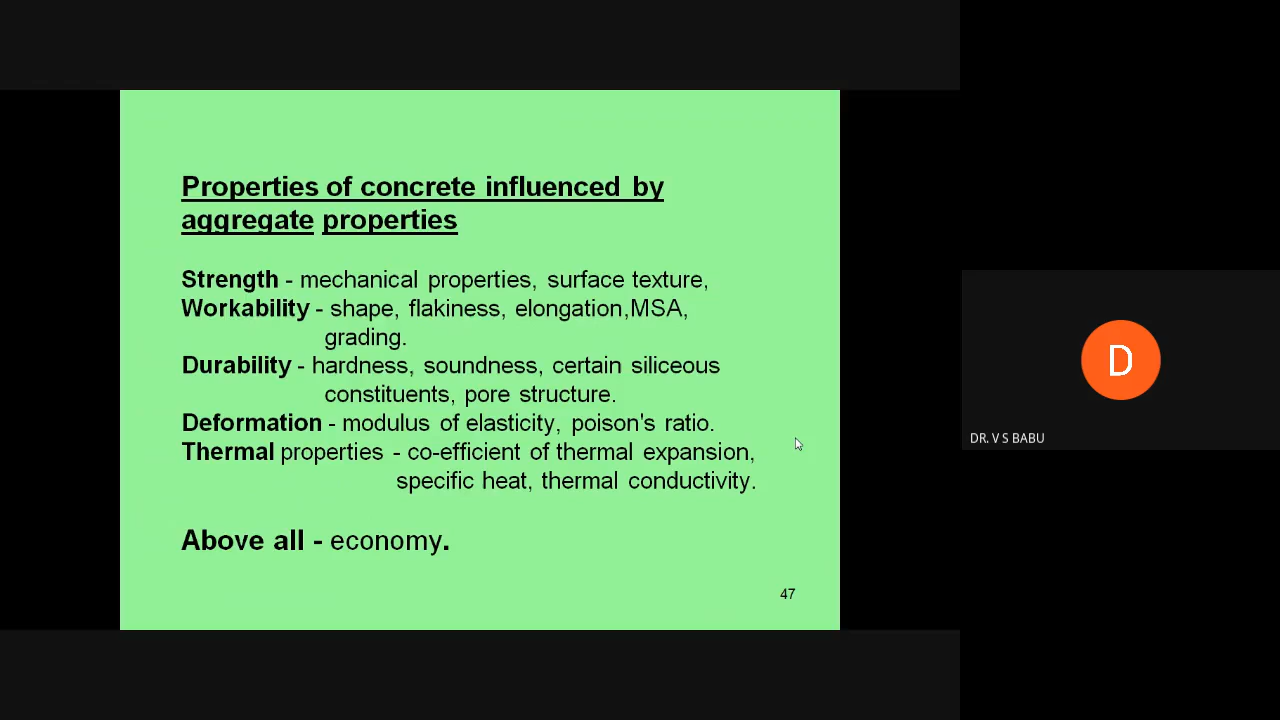 Properties of concrete influenced by
aggregate properties
Strength - mechanical properties, surface texture,
Workability - shape, flakiness, elongation,MSA,
grading.
Durability - hardness, soundness, certain siliceous
constituents, pore structure.
Deformation - modulus of elasticity, poison's ratio.
Thermal properties - co-efficient of thermal expansion,
specific heat, thermal conductivity.
Above all - economy.
47
D
DR. V S BABU